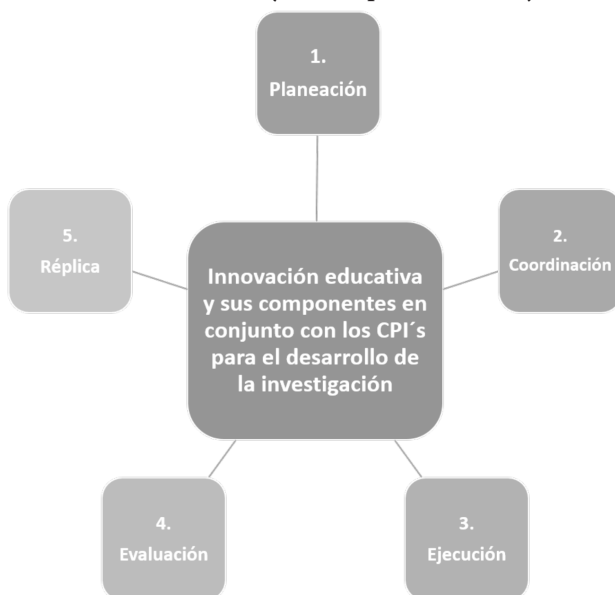 1.
Planeación
2.
Coordinación
3.
Ejecución
4.
Evaluación
5.
Réplica
Innovación educativa
y sus componentes en
conjunto con los CPI´s
para el desarrollo de
la investigación